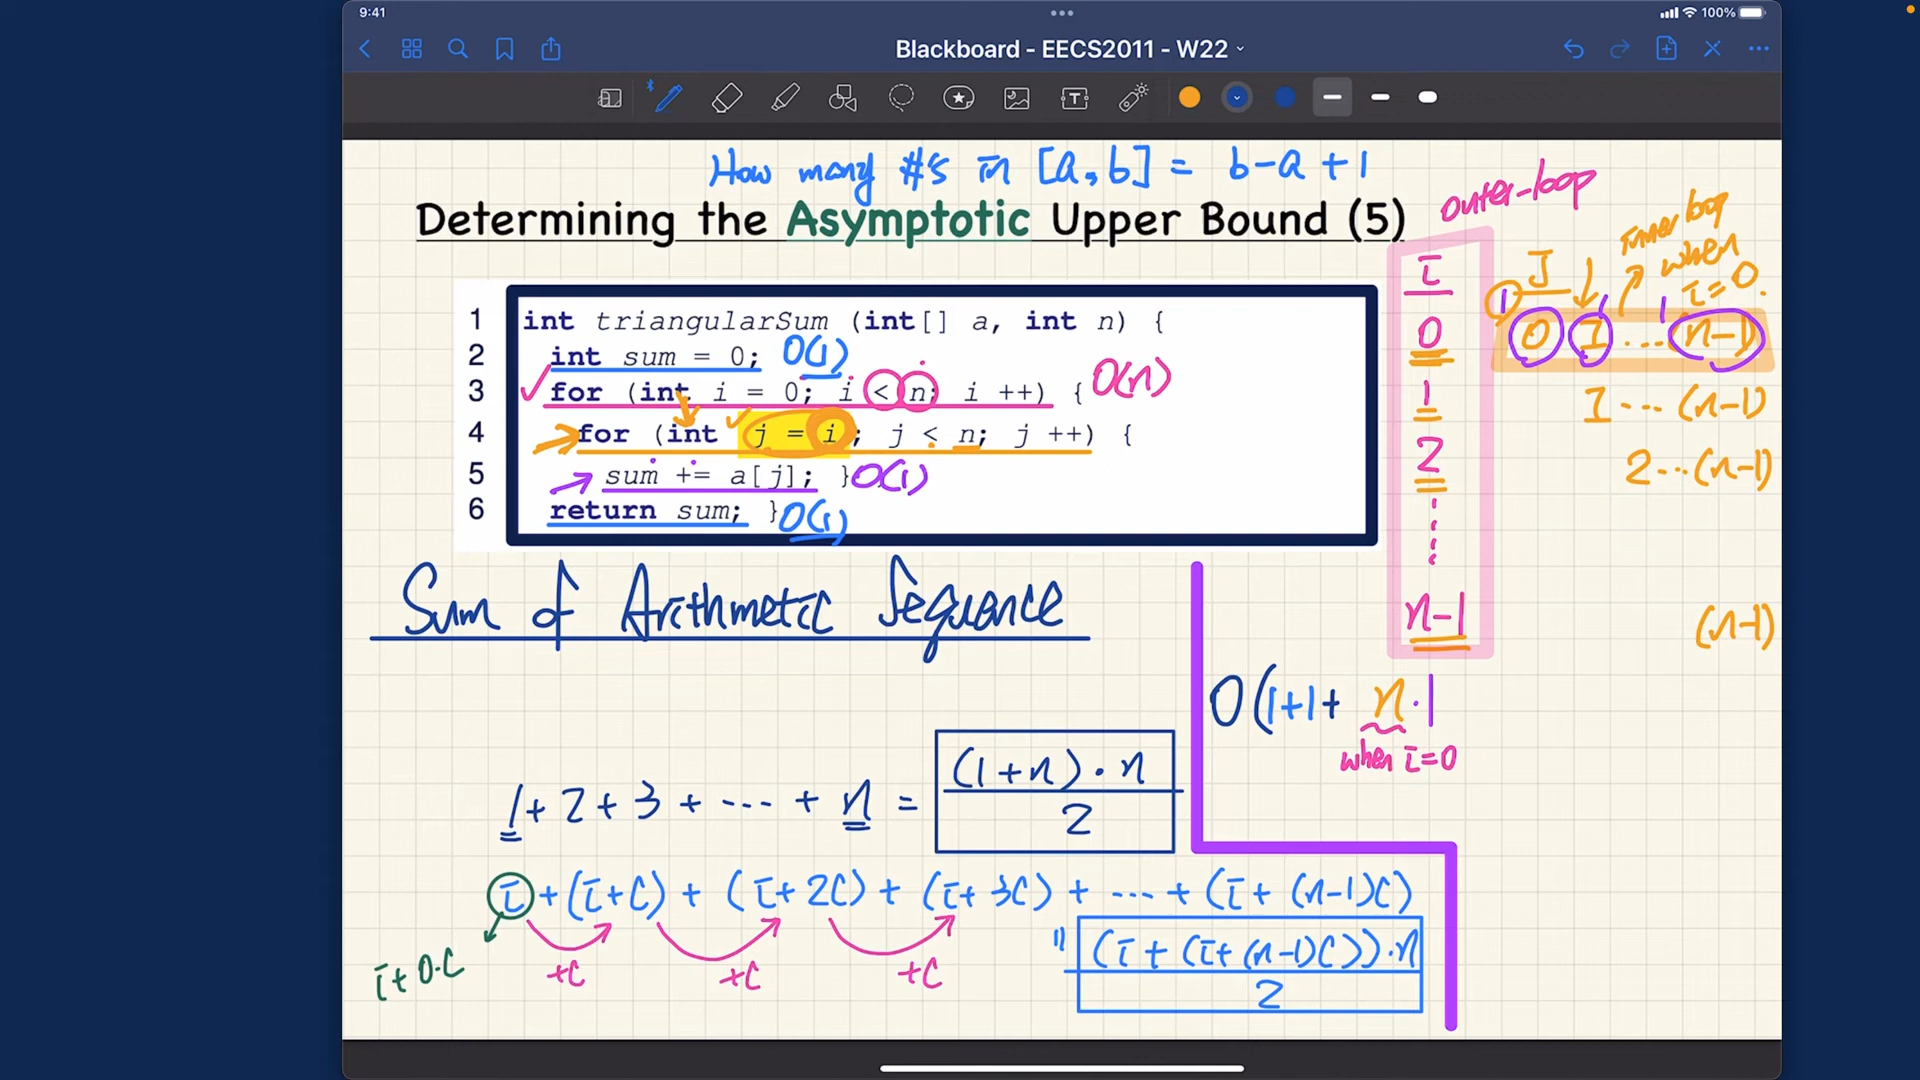 9:41
100%
Blackboard - EECS2011 - W22
How many #s in [a, b] = b-a +1
Determining the Asymptotic Upper Bound (5)
1 int triangularSum (int[] a, int n) {
2 int sum = 0; O(1)
3 for (int i = 0; i < n; i ++) { O(n)
4 for (int j = i; j < n; j ++) {
5 sum += a[j]; } O(1)
6 return sum; } O(1)
outer-loop
i
0
1
2
n-1
inner loop
when
i=0.
J
1 1 1
0 1 .... n-1
1 ... (n-1)
2 ... (n-1)
(n-1)
Sum of Arithmetic Sequence
O(1+1+ n·1
when i=0
1+ 2 + 3 + --- + n = (1+n)·n
2
i +(i+C) + (i+ 2C) + (i+ 3C) + ... + (i + (n-1)C)
i+ 0·C
+C +C +C
(i + (i+ (n-1)C))·n
2